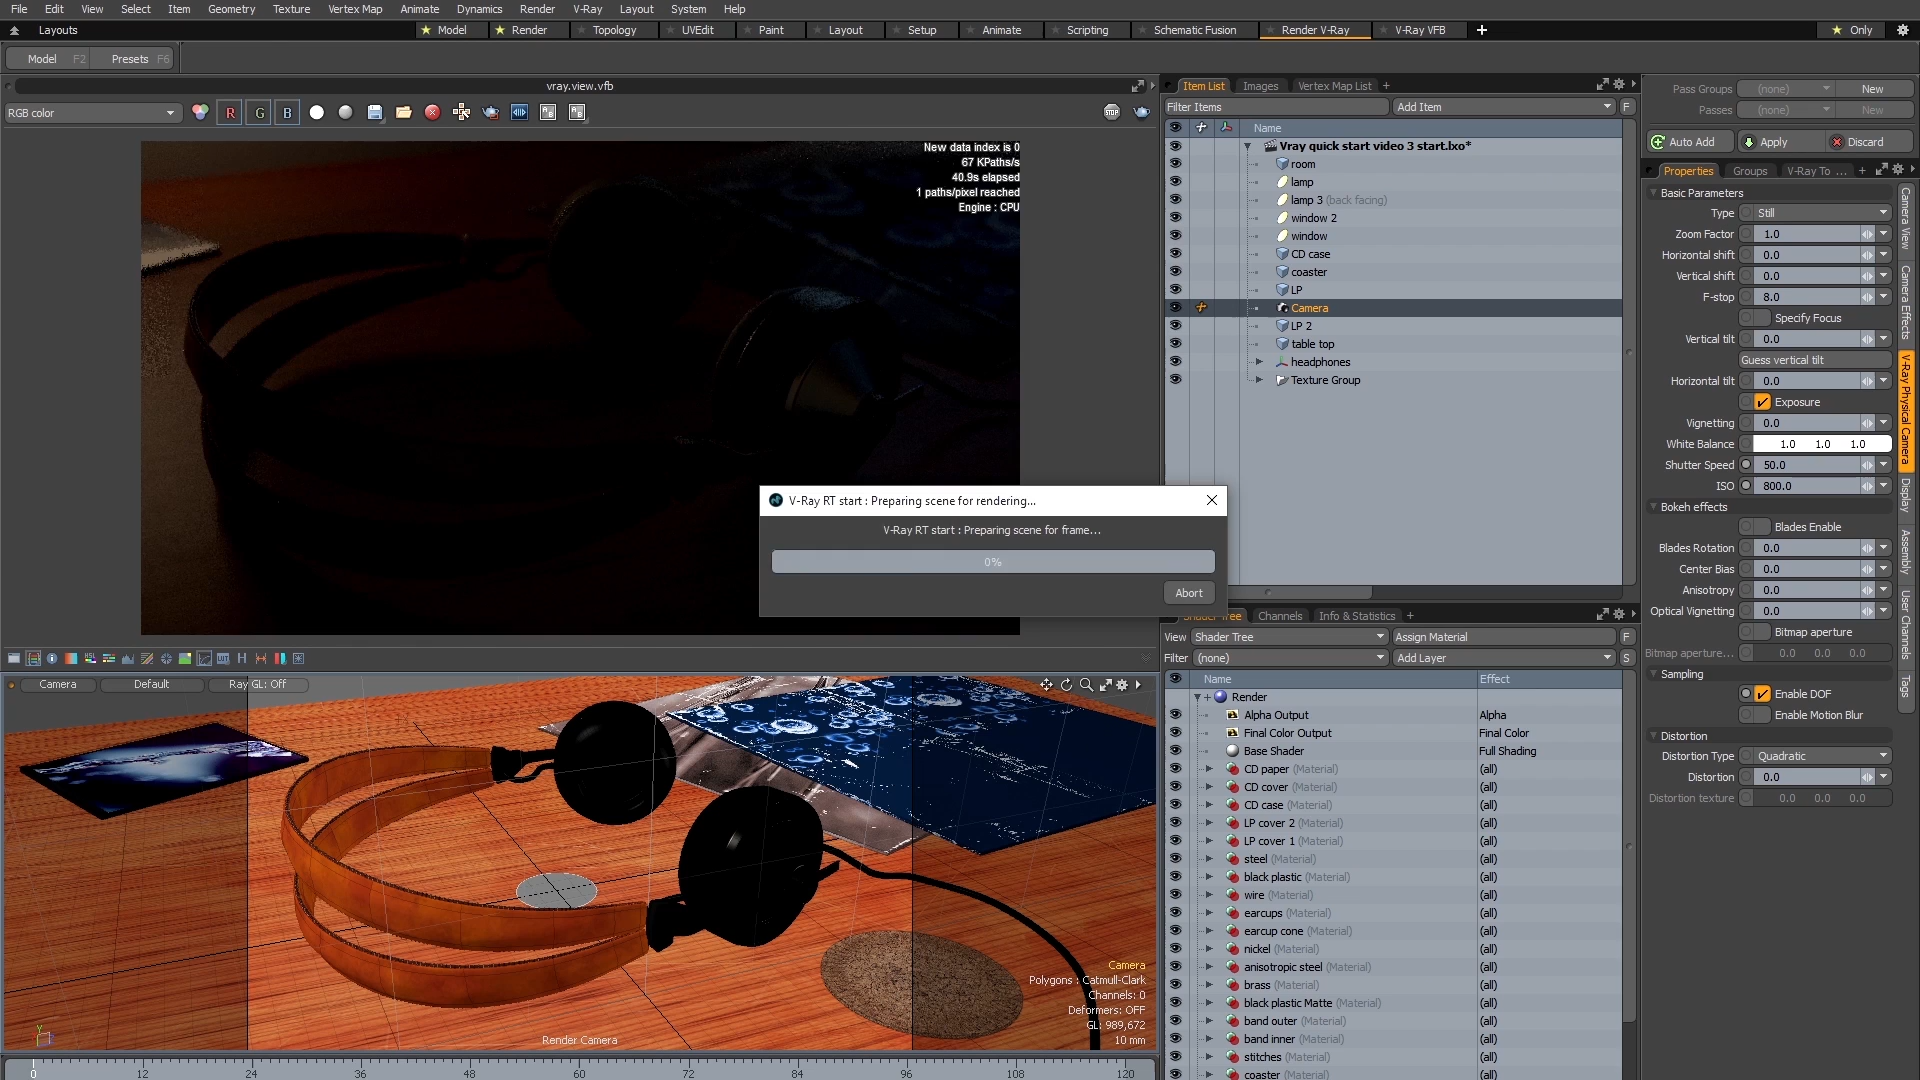 File Edit View Select Item Geometry Texture Vertex Map Animate Dynamics Render V-Ray Layout System Help
Layouts Model Render Topology UVEdit Paint Layout Setup Animate Scripting Schematic Fusion Render V-Ray V-Ray VFB + Only
Model F2 Presets F6
vray.view.vfb
RGB color R G B STOP
New data index is 0
67 KPaths/s
40.9s elapsed
1 paths/pixel reached
Engine : CPU
Item List Images Vertex Map List +
Filter Items Add Item F
Name
Vray quick start video 3 start.lxo*
room
lamp
lamp 3 (back facing)
window 2
window
CD case
coaster
LP
Camera
LP 2
table top
headphones
Texture Group
V-Ray RT start : Preparing scene for rendering...
V-Ray RT start : Preparing scene for frame...
0%
Abort
Camera Default Ray GL: Off
Camera
Polygons : Catmull-Clark
Channels: 0
Deformers: OFF
GL: 989,672
10 mm
Render Camera
0 12 24 36 48 60 72 84 96 108 120
Shader Tree Channels Info & Statistics +
View Shader Tree Assign Material F
Filter (none) Add Layer S
Name Effect
Render
Alpha Output Alpha
Final Color Output Final Color
Base Shader Full Shading
CD paper (Material) (all)
CD cover (Material) (all)
CD case (Material) (all)
LP cover 2 (Material) (all)
LP cover 1 (Material) (all)
steel (Material) (all)
black plastic (Material) (all)
wire (Material) (all)
earcups (Material) (all)
earcup cone (Material) (all)
nickel (Material) (all)
anisotropic steel (Material) (all)
brass (Material) (all)
black plastic Matte (Material) (all)
band outer (Material) (all)
band inner (Material) (all)
stitches (Material) (all)
coaster (Material) (all)
Pass Groups (none) New
Passes (none) New
Auto Add Apply Discard
Properties Groups V-Ray To ... +
Basic Parameters
Type Still
Zoom Factor 1.0
Horizontal shift 0.0
Vertical shift 0.0
F-stop 8.0
Specify Focus
Vertical tilt 0.0
Guess vertical tilt
Horizontal tilt 0.0
Exposure
Vignetting 0.0
White Balance 1.0 1.0 1.0
Shutter Speed 50.0
ISO 800.0
Bokeh effects
Blades Enable
Blades Rotation 0.0
Center Bias 0.0
Anisotropy 0.0
Optical Vignetting 0.0
Bitmap aperture
Bitmap aperture... 0.0 0.0 0.0
Sampling
Enable DOF
Enable Motion Blur
Distortion
Distortion Type Quadratic
Distortion 0.0
Distortion texture 0.0 0.0 0.0
Camera View
Camera Effects
V-Ray Physical Camera
Display
Assembly
User Channels
Tags